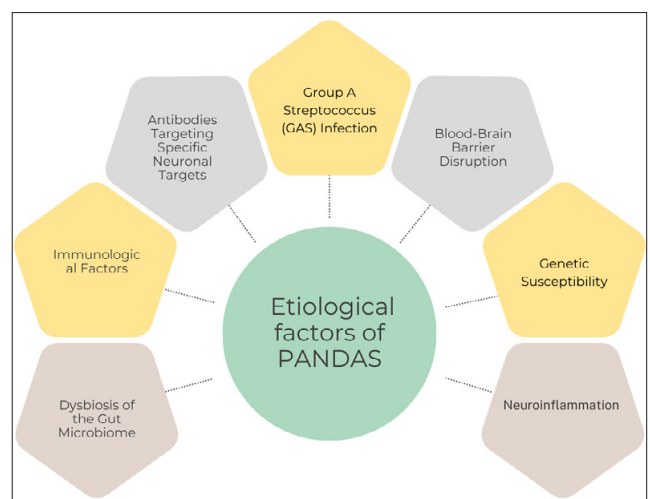 Group A
Streptococcus
(GAS) Infection
Antibodies
Targeting
Specific
Neuronal
Targets
Blood-Brain
Barrier
Disruption
Immunologic
al Factors
Genetic
Susceptibility
Etiological
factors of
PANDAS
Dysbiosis of
the Gut
Microbiome
Neuroinflammation